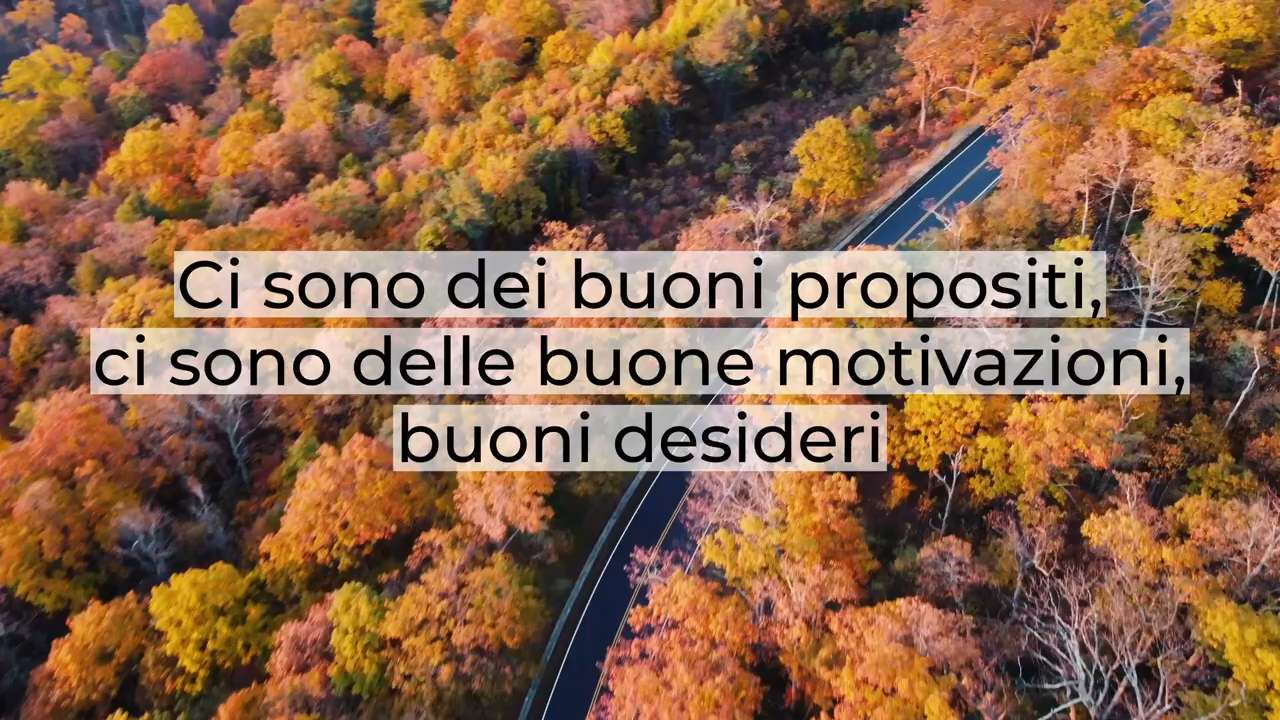 Ci sono dei buoni propositi,
ci sono delle buone motivazioni,
buoni desideri